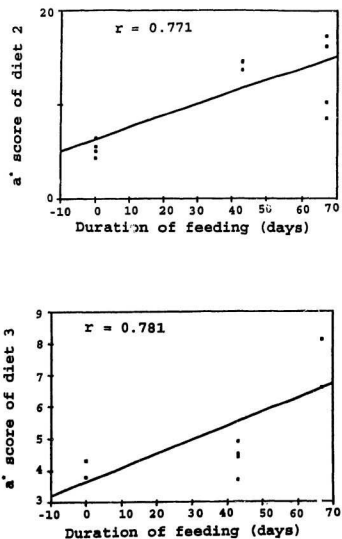 20
r = 0.771
a* score of diet 2
0
-10 0 10 20 30 40 50 60 70
Duration of feeding (days)
9
r = 0.781
8
7
6
5
4
3
a* score of diet 3
-10 0 10 20 30 40 50 60 70
Duration of feeding (days)